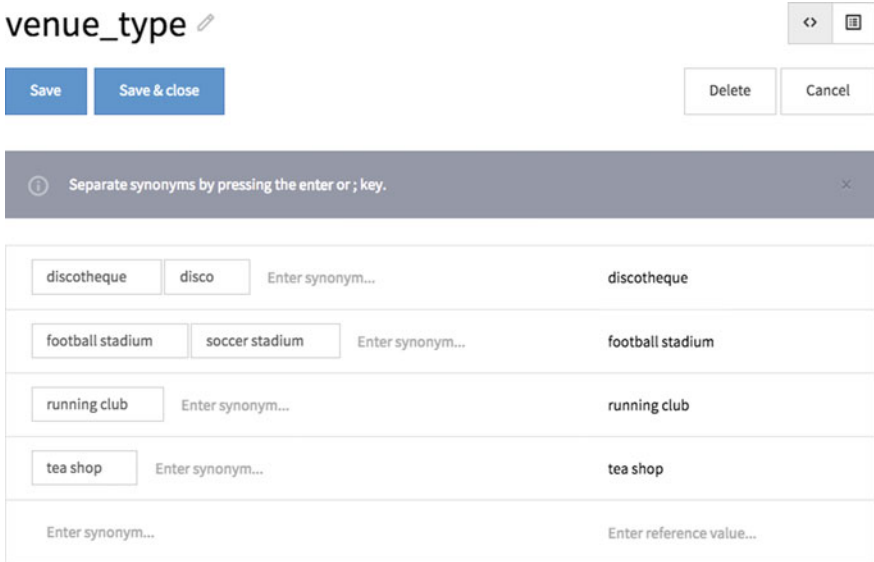 venue_type
Save Save & close Delete Cancel
Separate synonyms by pressing the enter or ; key.
discotheque disco Enter synonym... discotheque
football stadium soccer stadium Enter synonym... football stadium
running club Enter synonym... running club
tea shop Enter synonym... tea shop
Enter synonym... Enter reference value...